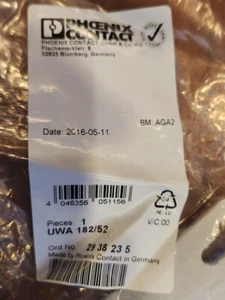 PHOENIX
CONTACT
PHOENIX CONTACT GmbH & Co. KG
Flachsmarktstr. 8
32825 Blomberg, Germany
BM: AGA2
Date: 2016-05-11
4 046356 051156
04
PE-LD
Pieces: 1
V/C:00
UWA 182/52
Ord.No.: 29 38 23 5
Made by Phoenix Contact in Germany